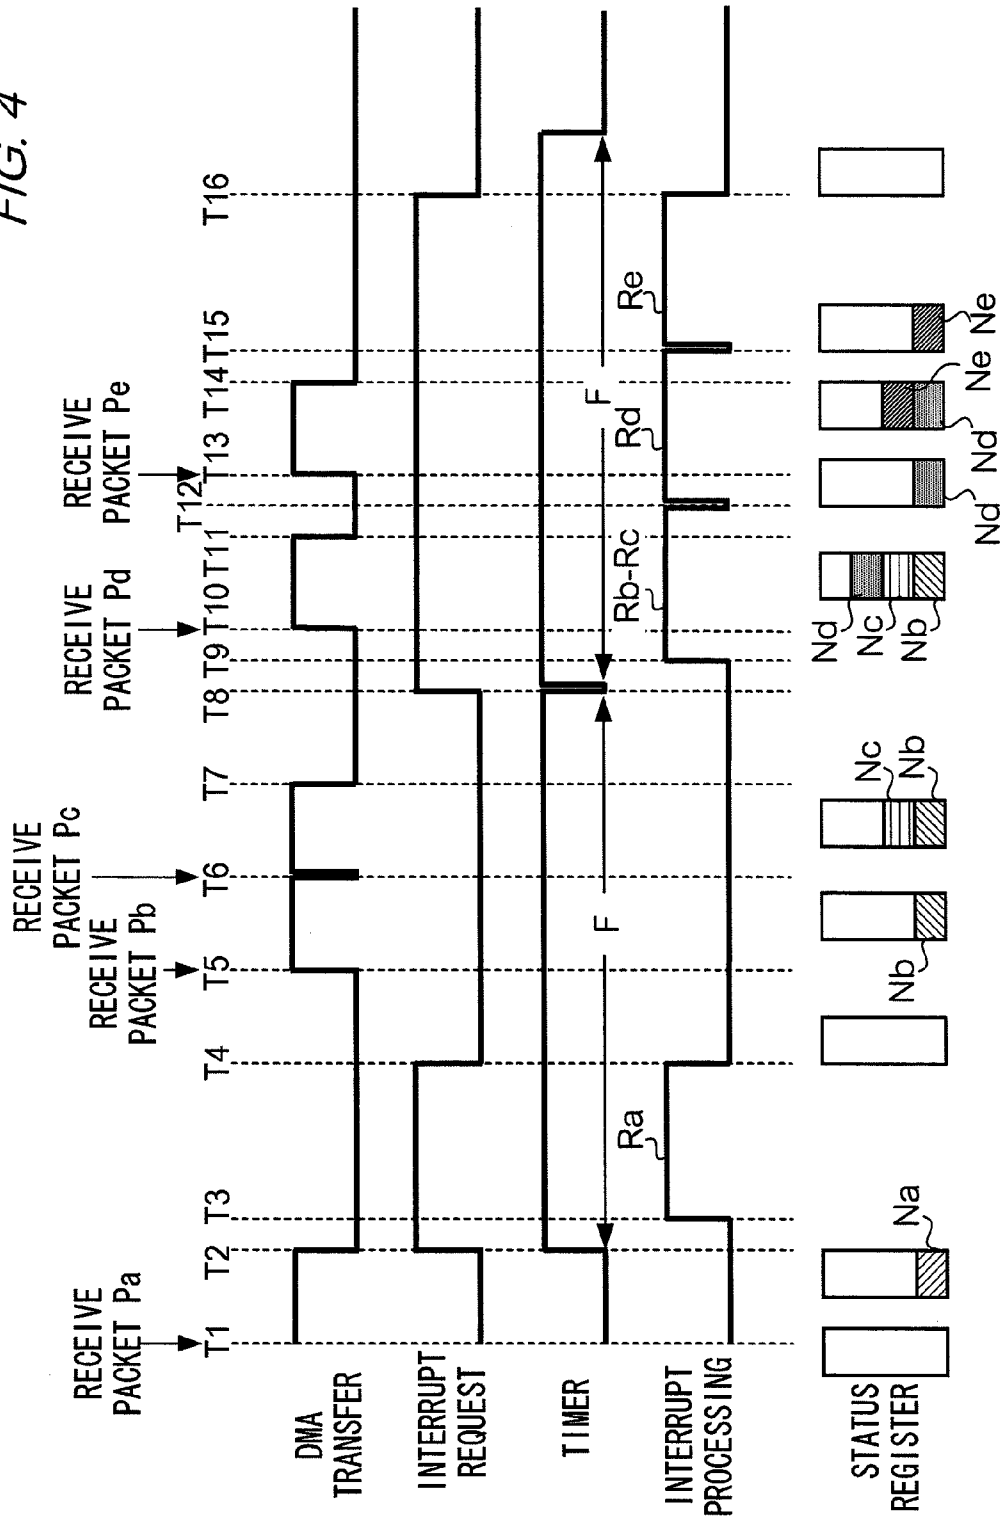 FIG. 4
RECEIVE
PACKET Pa
RECEIVE
PACKET Pb
RECEIVE
PACKET Pc
RECEIVE
PACKET Pd
RECEIVE
PACKET Pe
T1 T2 T3 T4 T5 T6 T7 T8 T9 T10 T11 T12 T13 T14 T15 T16
DMA
TRANSFER
INTERRUPT
REQUEST
TIMER
F F
INTERRUPT
PROCESSING
Ra Rb-Rc Rd Re
STATUS
REGISTER
Na
Nb
Nc
Nb
Nd
Nc
Nb
Nd
Nd
Ne
Ne